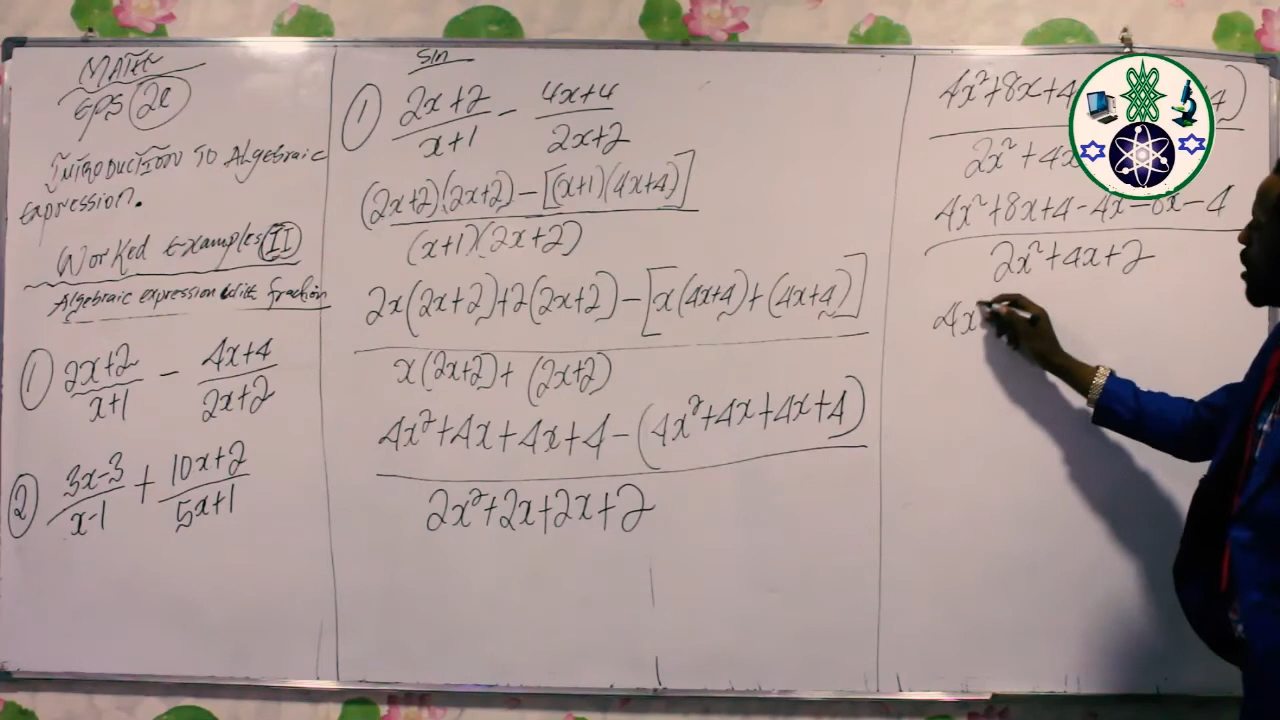 MATHS
EPS 2e
INTRODUCTION TO Algebraic
Expression.
Worked Examples II
Algebraic expression with fraction
① (2x+2)/(x+1) − (4x+4)/(2x+2)
② (3x-3)/(x-1) + (10x+2)/(5x+1)
Sln
① (2x+2)/(x+1) − (4x+4)/(2x+2)
(2x+2)(2x+2) − [(x+1)(4x+4)]
(x+1)(2x+2)
2x(2x+2)+2(2x+2) − [x(4x+4)+(4x+4)]
x(2x+2)+ (2x+2)
4x²+4x+4x+4 − (4x²+4x+4x+4)
2x²+2x+2x+2
4x²+8x+4 4)
2x² + 4x
4x²+8x+4 − 4x − 8x − 4
2x²+4x+2
4x